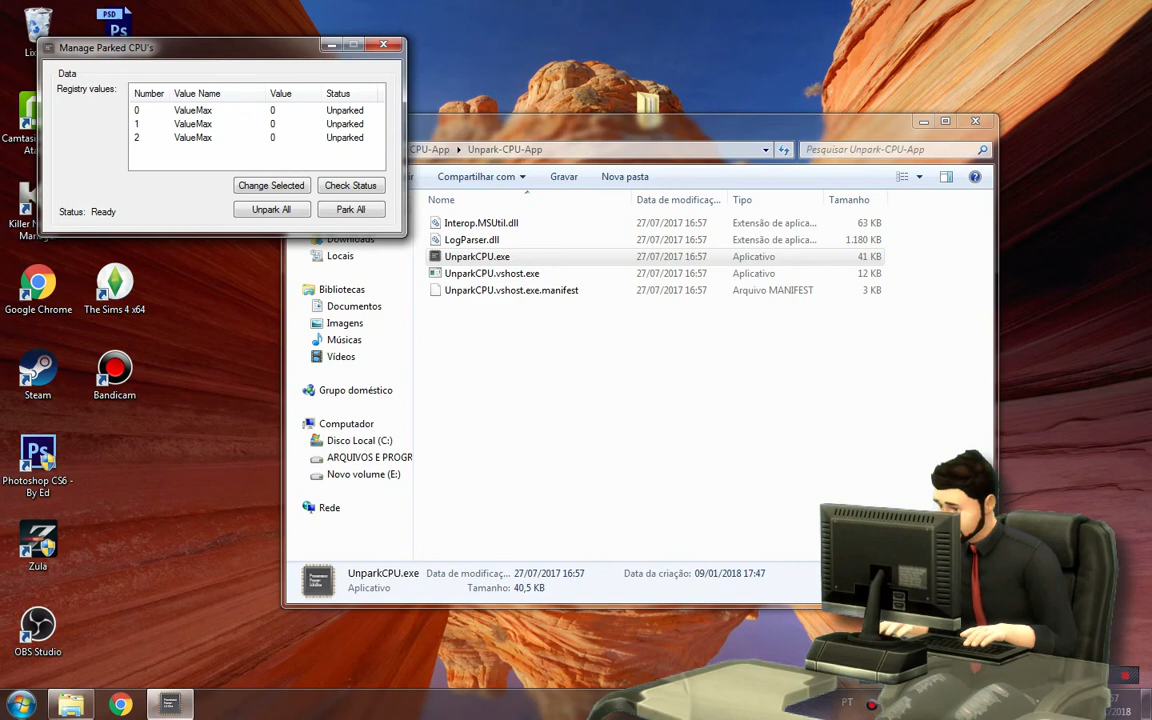 Manage Parked CPU's
Data
Registry values:
Number Value Name Value Status
0 ValueMax 0 Unparked
1 ValueMax 0 Unparked
2 ValueMax 0 Unparked
Change Selected Check Status
Unpark All Park All
Status: Ready
PSD
Ps
Google Chrome
The Sims 4 x64
Steam
Bandicam
Ps
Photoshop CS6 -
By Ed
Zula
OBS Studio
CPU-App Unpark-CPU-App
Pesquisar Unpark-CPU-App
Compartilhar com Gravar Nova pasta
Nome Data de modificaç... Tipo Tamanho
Interop.MSUtil.dll 27/07/2017 16:57 Extensão de aplica... 63 KB
LogParser.dll 27/07/2017 16:57 Extensão de aplica... 1.180 KB
UnparkCPU.exe 27/07/2017 16:57 Aplicativo 41 KB
UnparkCPU.vshost.exe 27/07/2017 16:57 Aplicativo 12 KB
UnparkCPU.vshost.exe.manifest 27/07/2017 16:57 Arquivo MANIFEST 3 KB
Downloads
Locais
Bibliotecas
Documentos
Imagens
Músicas
Vídeos
Grupo doméstico
Computador
Disco Local (C:)
ARQUIVOS E PROGR
Novo volume (E:)
Rede
UnparkCPU.exe Data de modificaç... 27/07/2017 16:57 Data da criação: 09/01/2018 17:47
Aplicativo Tamanho: 40,5 KB
PT